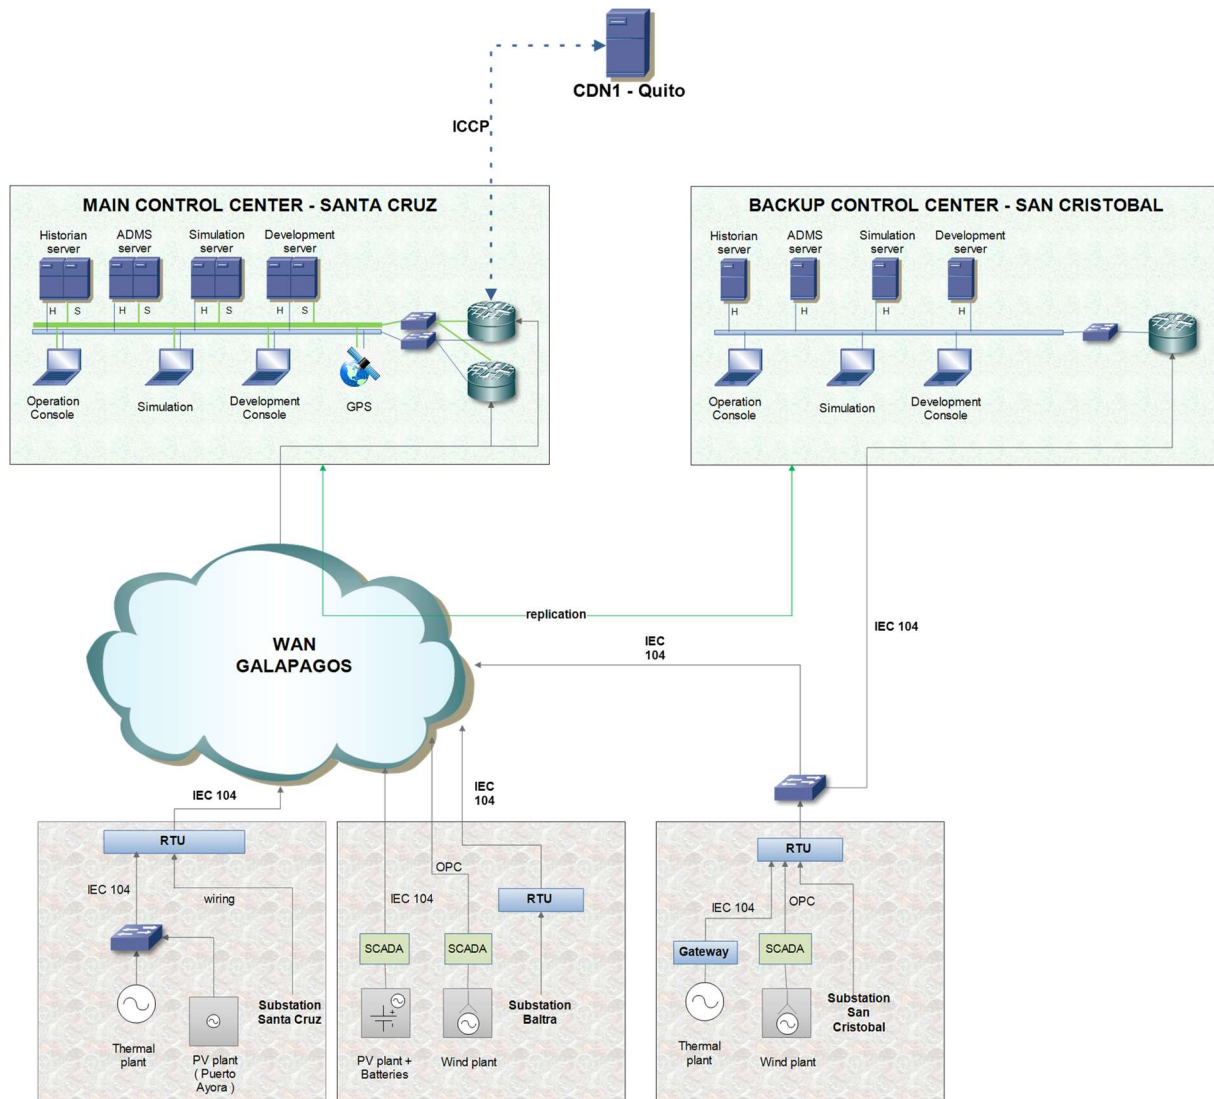 CDN1 - Quito
ICCP
MAIN CONTROL CENTER - SANTA CRUZ
Historian
server
ADMS
server
Simulation
server
Development
server
H
S
H
S
H
S
H
S
Operation
Console
Simulation
Development
Console
GPS
BACKUP CONTROL CENTER - SAN CRISTOBAL
Historian
server
ADMS
server
Simulation
server
Development
server
H
H
H
H
Operation
Console
Simulation
Development
Console
replication
WAN
GALAPAGOS
IEC
104
IEC 104
IEC 104
RTU
IEC 104
wiring
Thermal
plant
PV plant
( Puerto
Ayora )
Substation
Santa Cruz
IEC
104
OPC
IEC 104
RTU
SCADA
SCADA
PV plant +
Batteries
Wind plant
Substation
Baltra
RTU
IEC 104
OPC
Gateway
SCADA
Thermal
plant
Wind plant
Substation
San
Cristobal